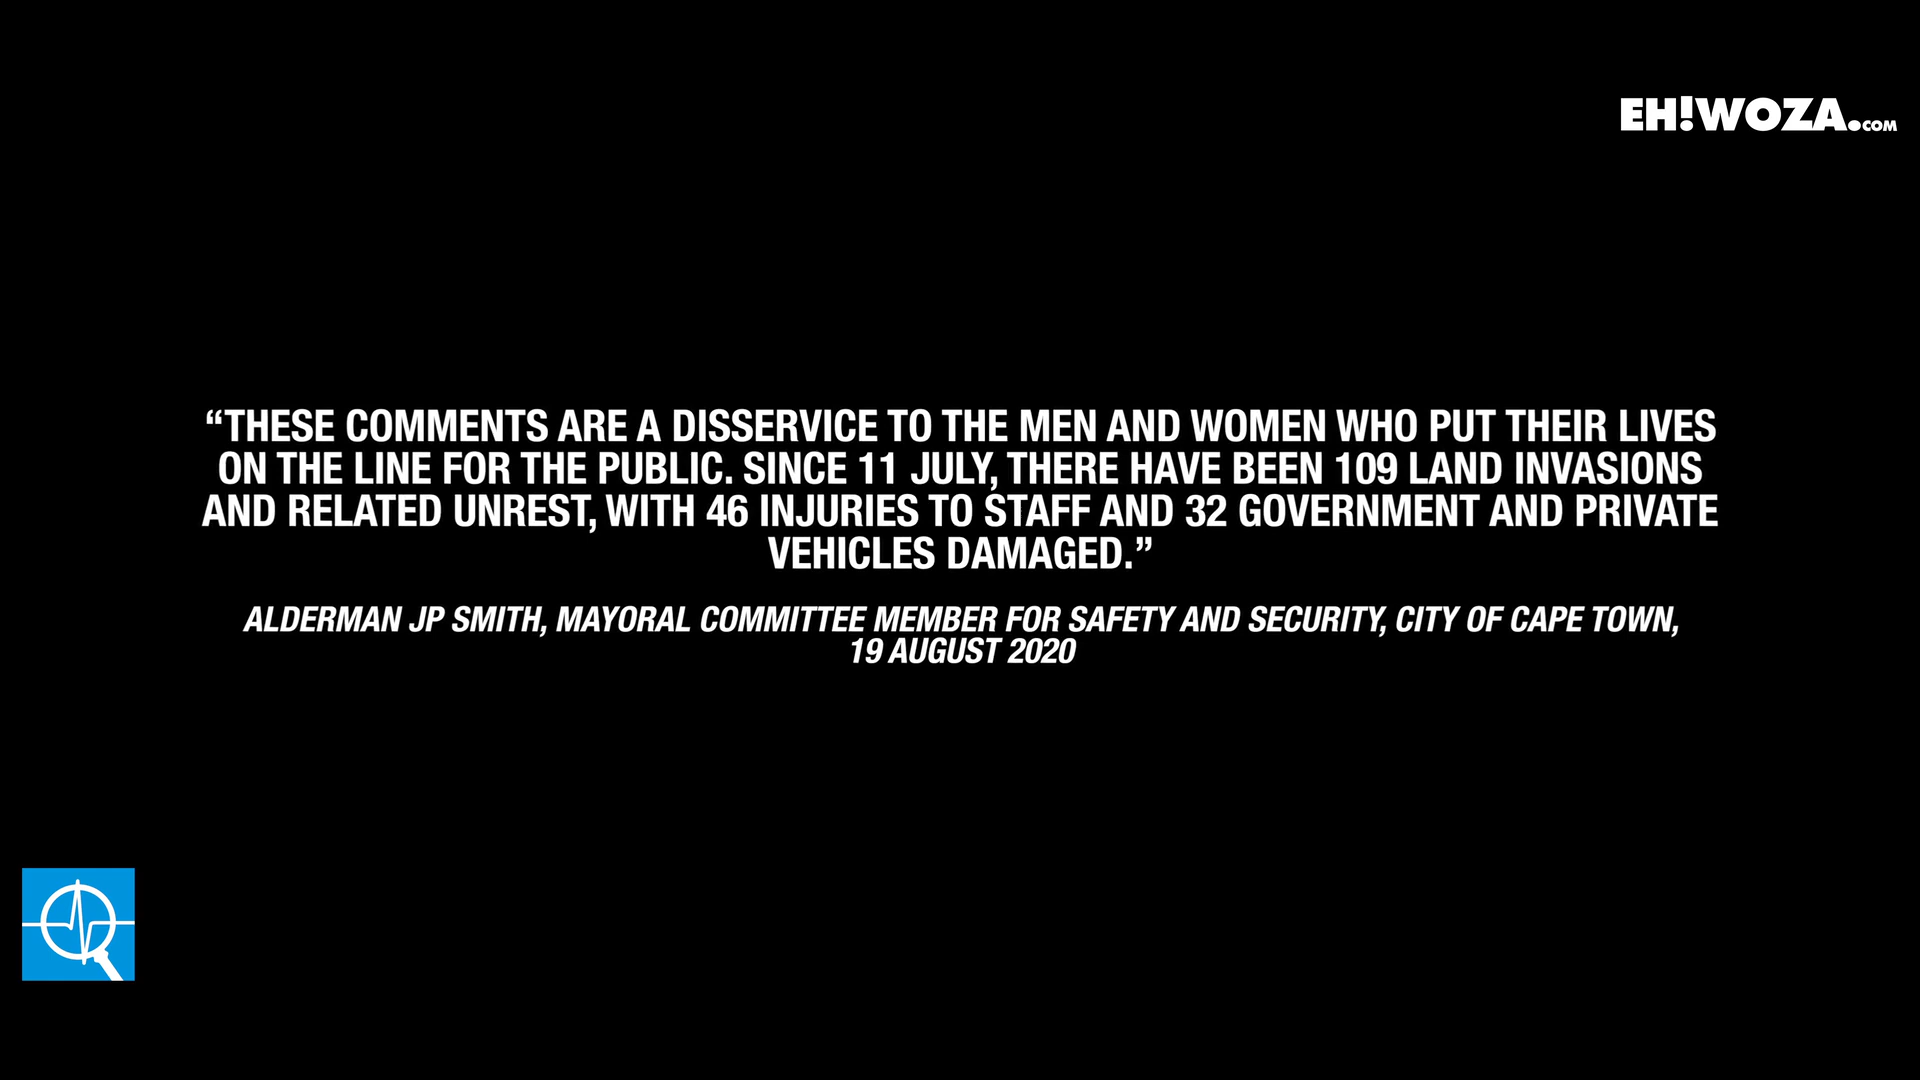 EH!WOZA.COM
“THESE COMMENTS ARE A DISSERVICE TO THE MEN AND WOMEN WHO PUT THEIR LIVES
ON THE LINE FOR THE PUBLIC. SINCE 11 JULY, THERE HAVE BEEN 109 LAND INVASIONS
AND RELATED UNREST, WITH 46 INJURIES TO STAFF AND 32 GOVERNMENT AND PRIVATE
VEHICLES DAMAGED.”
ALDERMAN JP SMITH, MAYORAL COMMITTEE MEMBER FOR SAFETY AND SECURITY, CITY OF CAPE TOWN,
19 AUGUST 2020